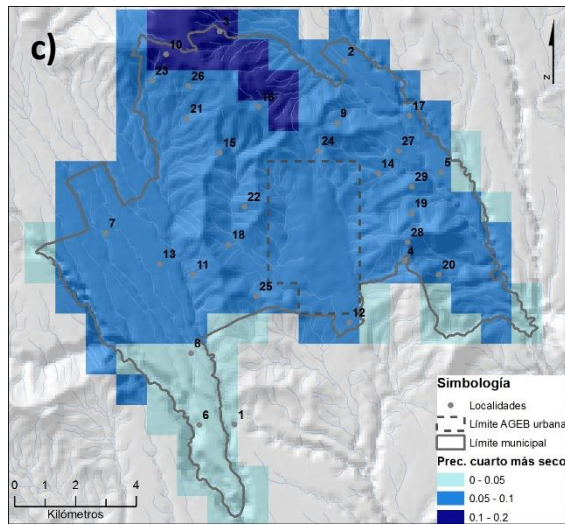 c)
3
10
2
23
26
16
17
21
9
15
24
27
14
5
29
22
19
7
18
28
13
4
11
20
25
12
8
6
1
N
Simbología
Localidades
Límite AGEB urbana
Límite municipal
Prec. cuarto más seco
0 - 0.05
0.05 - 0.1
0.1 - 0.2
0 1 2 4
Kilómetros